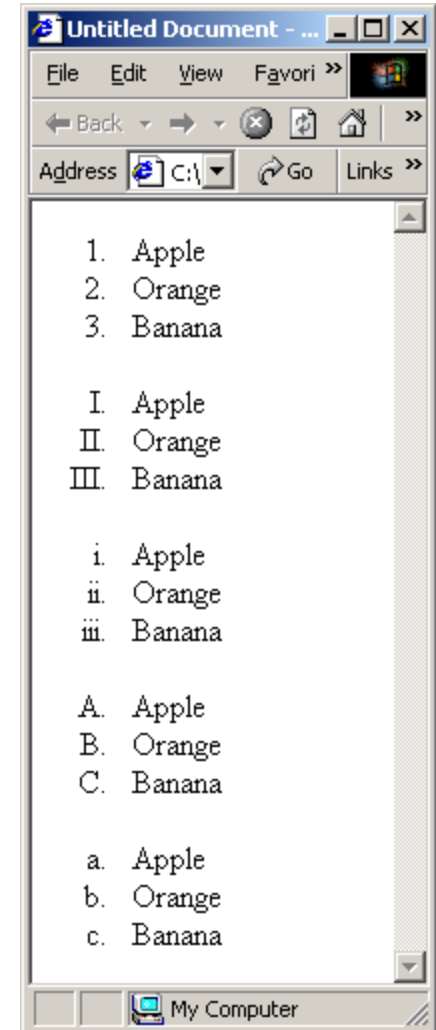 Untitled Document - ...
File Edit View Favori »
Back »
Address C:\ Go Links »
1. Apple
2. Orange
3. Banana
I. Apple
II. Orange
III. Banana
i. Apple
ii. Orange
iii. Banana
A. Apple
B. Orange
C. Banana
a. Apple
b. Orange
c. Banana
My Computer